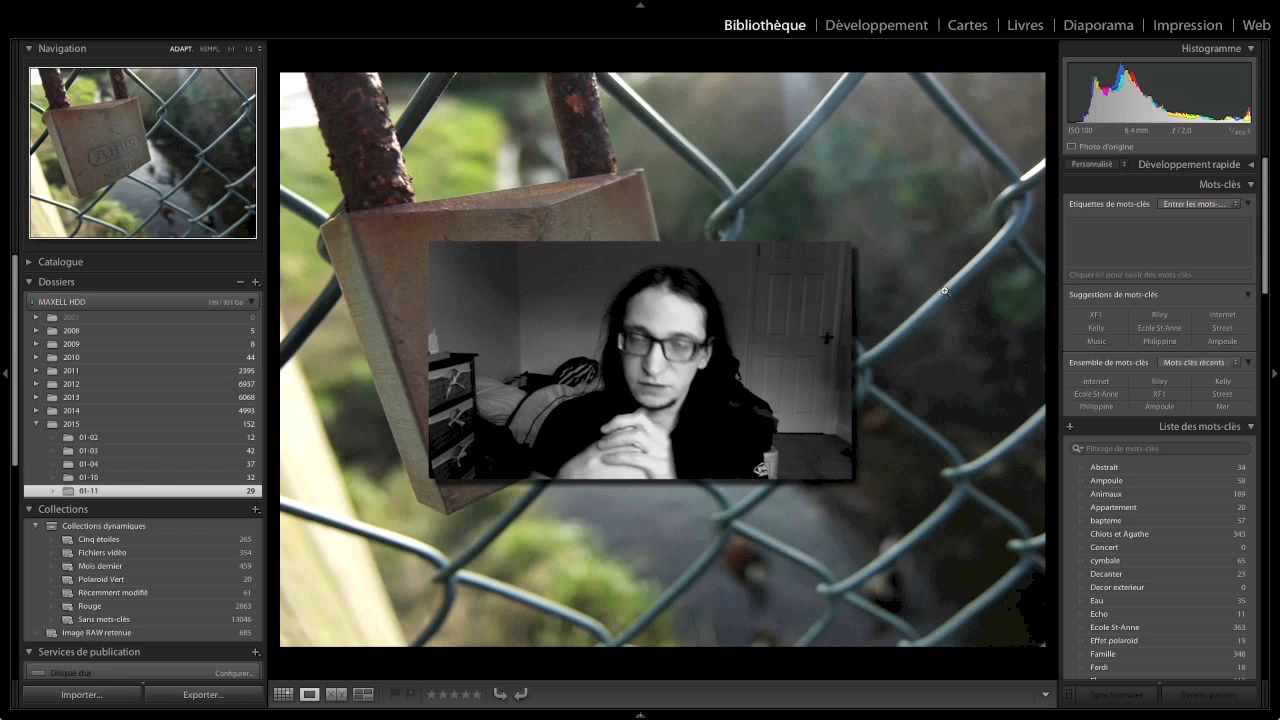 Bibliothèque | Développement | Cartes | Livres | Diaporama | Impression | Web
Navigation ADAPT. REMPL. 1:1 1:2
ABUS
Catalogue
Dossiers
MAXELL HDD 199 / 931 Go
2007 0
2008 5
2009 8
2010 44
2011 2395
2012 6937
2013 6068
2014 4993
2015 152
01-02 12
01-03 42
01-04 37
01-10 32
01-11 29
Collections
Collections dynamiques
Cinq étoiles 265
Fichiers vidéo 354
Mois dernier 459
Polaroid Vert 20
Récemment modifié 61
Rouge 2863
Sans mots-clés 13046
Image RAW retenue 685
Services de publication
Disque dur Configurer...
Importer... Exporter...
Histogramme
ISO 100 6.4 mm ƒ / 2,0
Photo d'origine
Personnalisé Développement rapide
Mots-clés
Etiquettes de mots-clés Entrer les mots-...
Cliquer ici pour saisir des mots-clés
Suggestions de mots-clés
XF1 Riley internet
Kelly Ecole St-Anne Street
Music Philippine Ampoule
Ensemble de mots-clés Mots-clés récents
internet Riley Kelly
Ecole St-Anne XF1 Street
Philippine Ampoule Mer
Liste des mots-clés
Filtrage de mots-clés
Abstrait 34
Ampoule 58
Animaux 189
Appartement 20
bapteme 57
Chiots et Agathe 343
Concert 0
cymbale 65
Decanter 23
Decor exterieur 0
Eau 35
Echo 11
Ecole St-Anne 363
Effet polaroid 19
Famille 348
Ferdi 18
Synchroniser Synch. param.